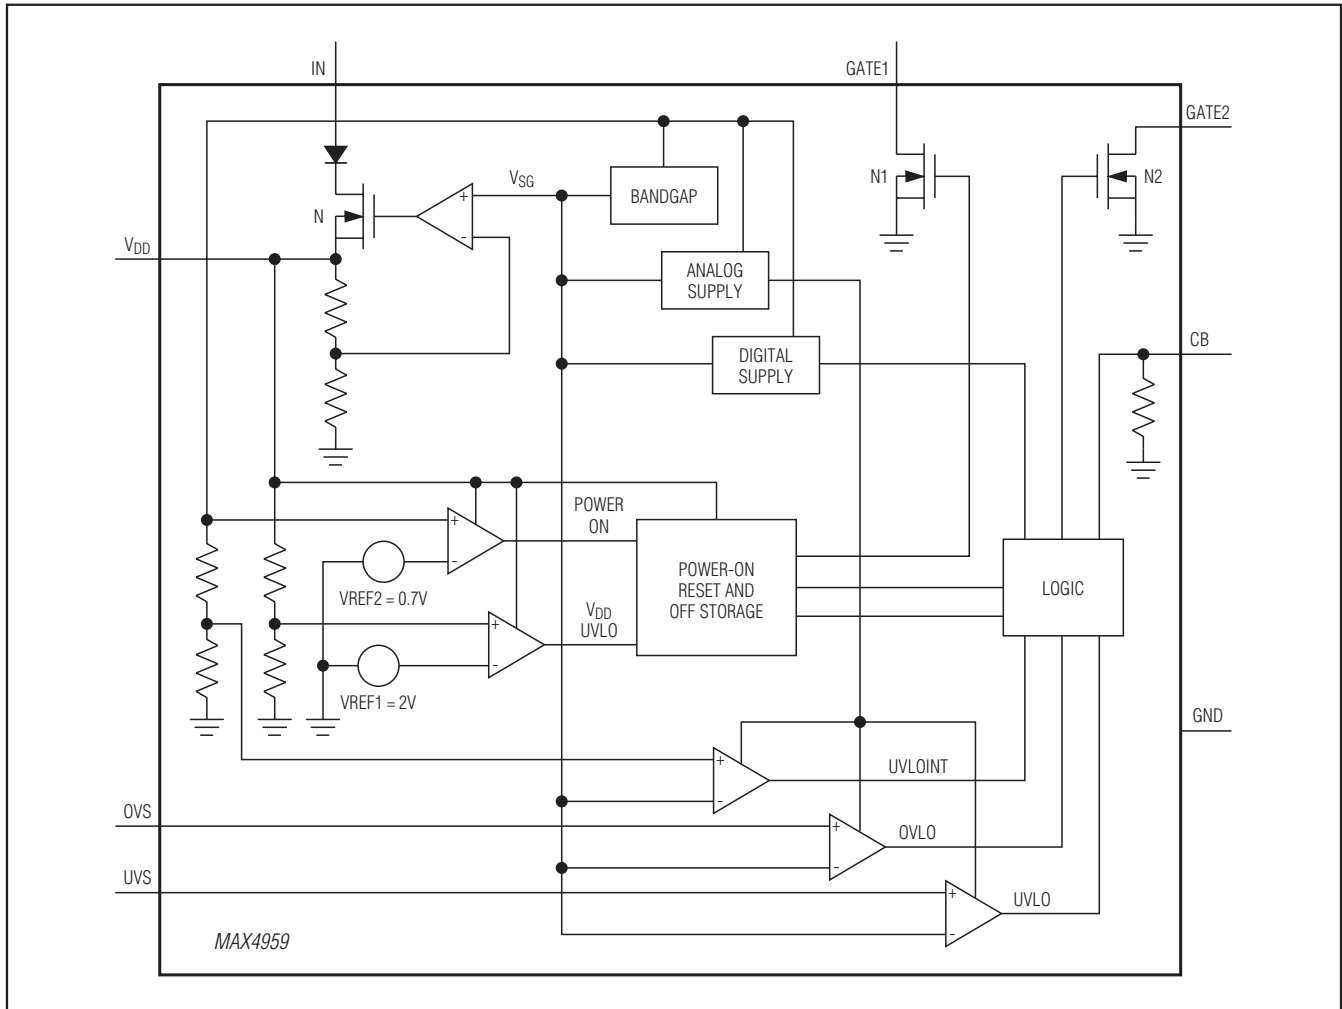 IN
GATE1
GATE2
VSG
BANDGAP
N1
N2
+
N
-
VDD
ANALOG
SUPPLY
CB
DIGITAL
SUPPLY
POWER
ON
+
-
POWER-ON
RESET AND
OFF STORAGE
LOGIC
VREF2 = 0.7V
VDD
UVLO
+
-
VREF1 = 2V
GND
+
UVLOINT
-
OVS
+
OVLO
-
UVS
+
UVLO
-
MAX4959